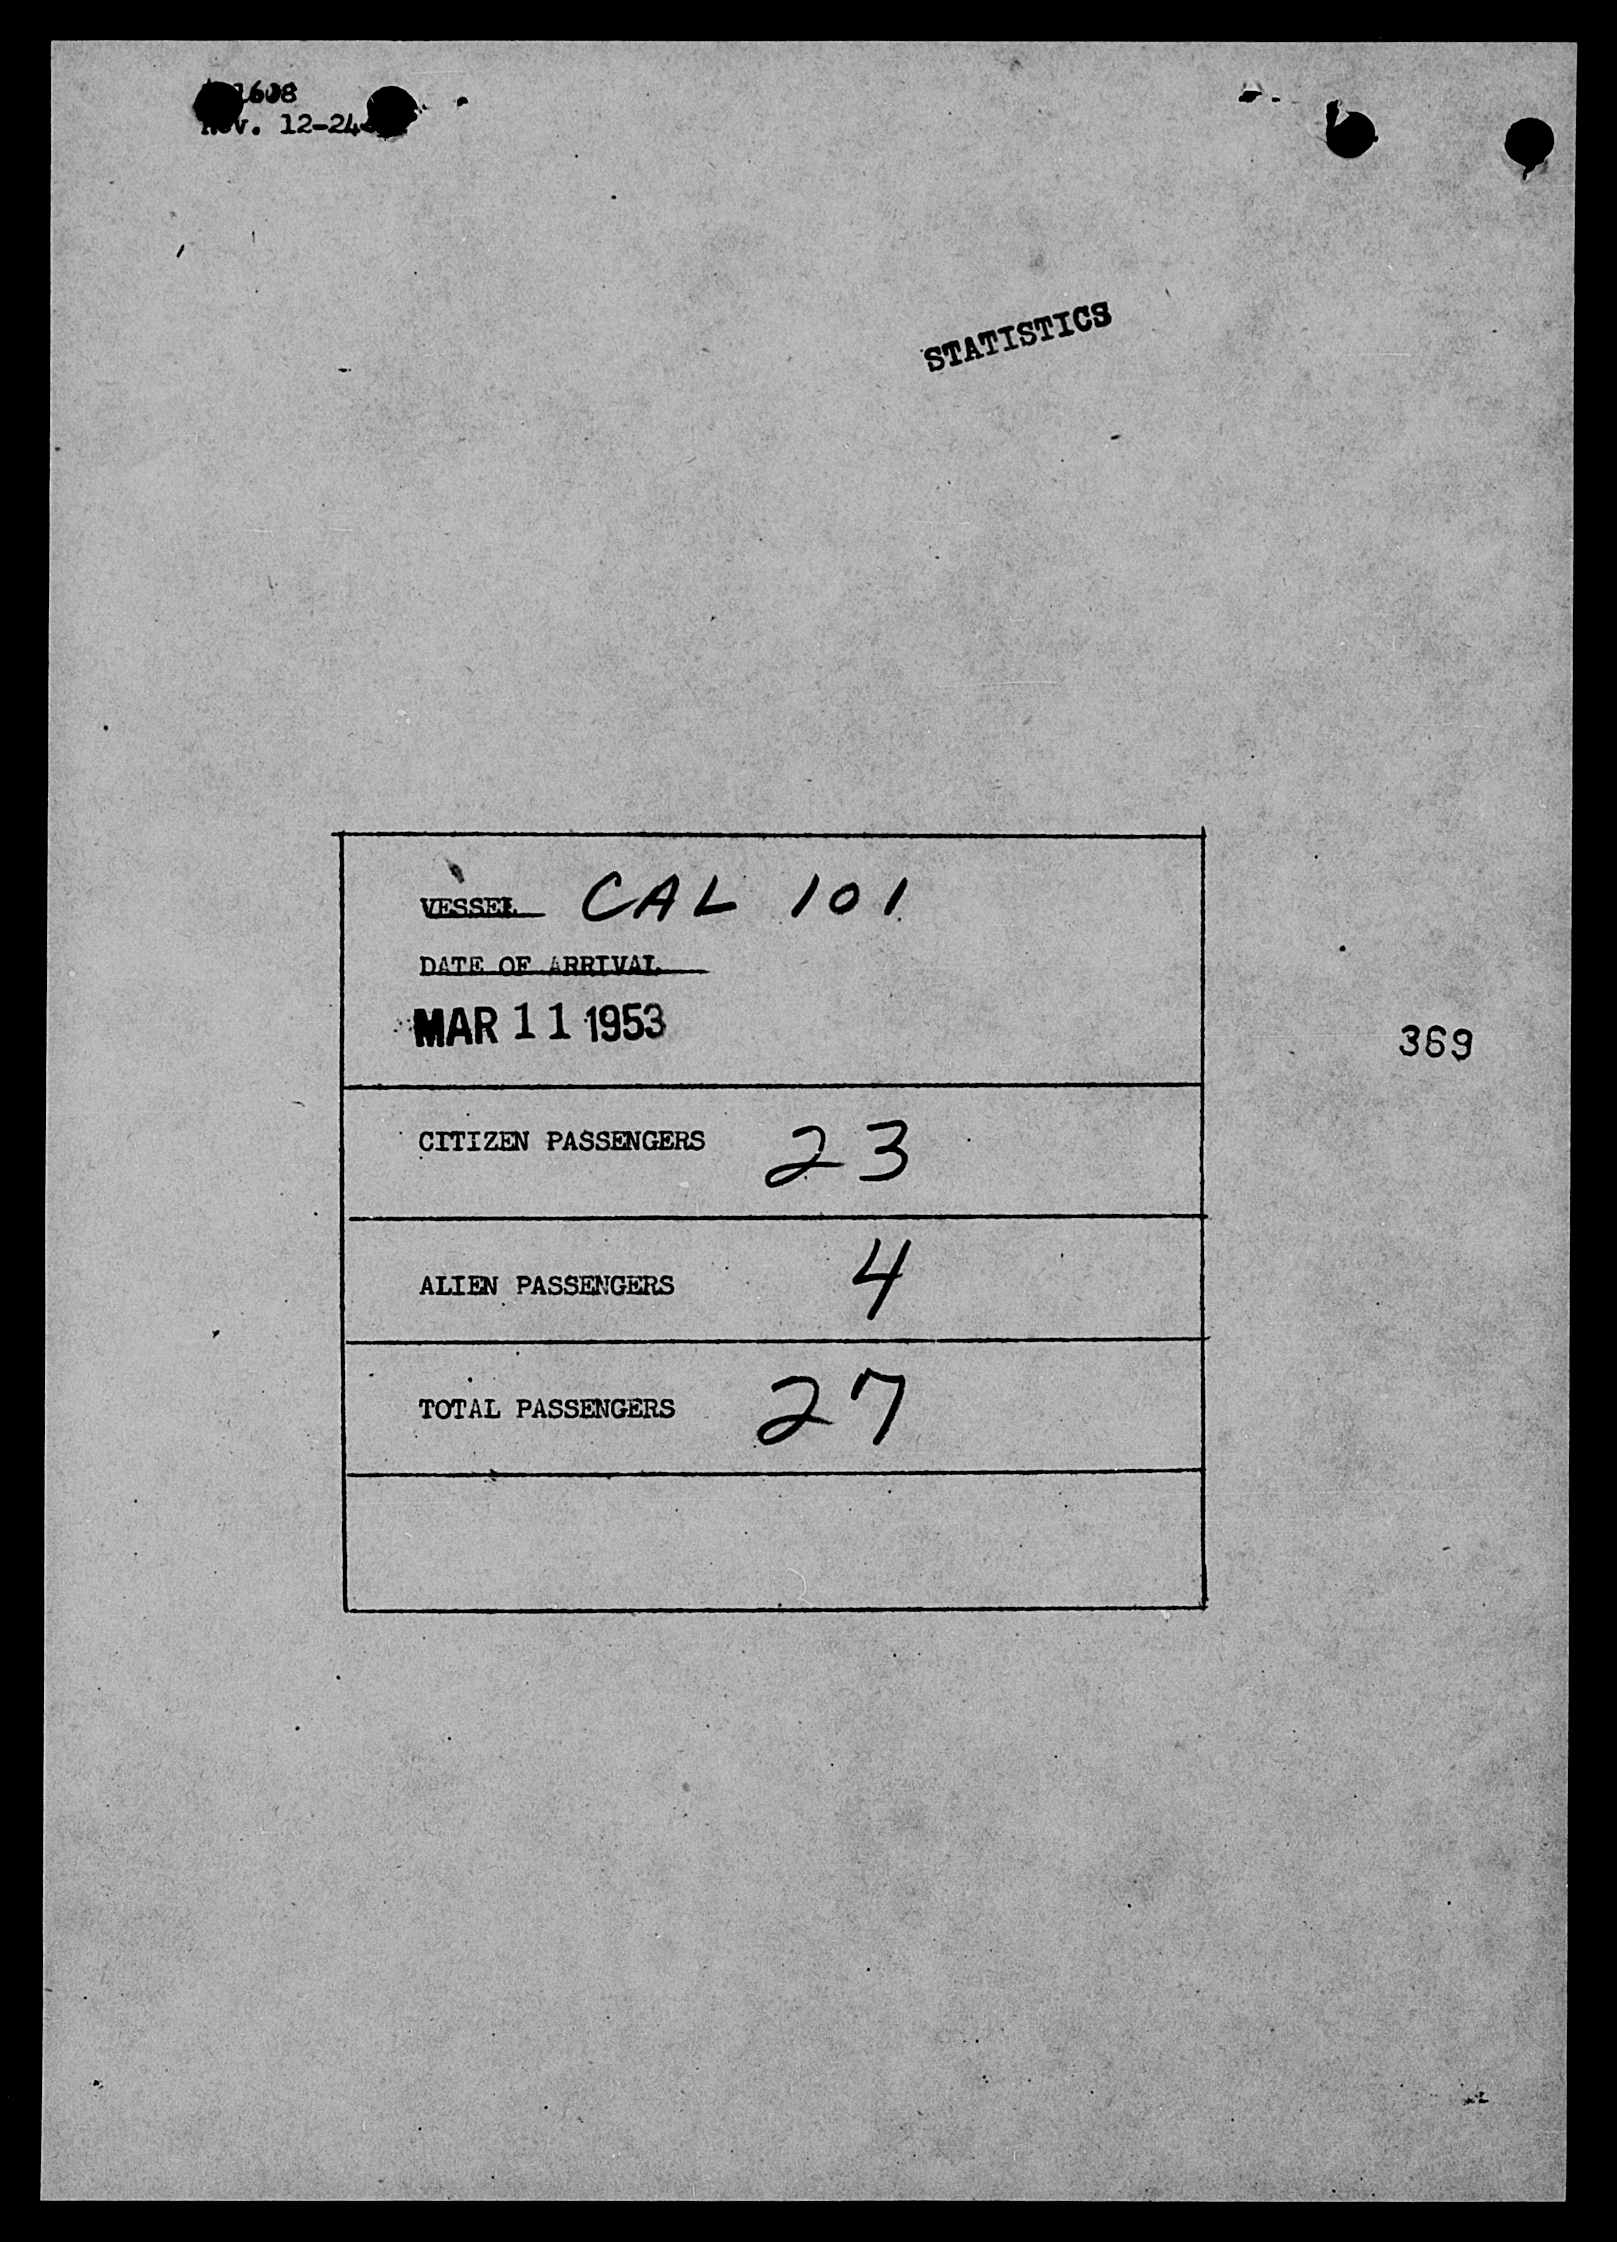 1608
12-24
STATISTICS
VESSEL CAL 101
DATE OF ARRIVAL
MAR 11 1953
369
CITIZEN PASSENGERS 23
ALIEN PASSENGERS 4
TOTAL PASSENGERS 27